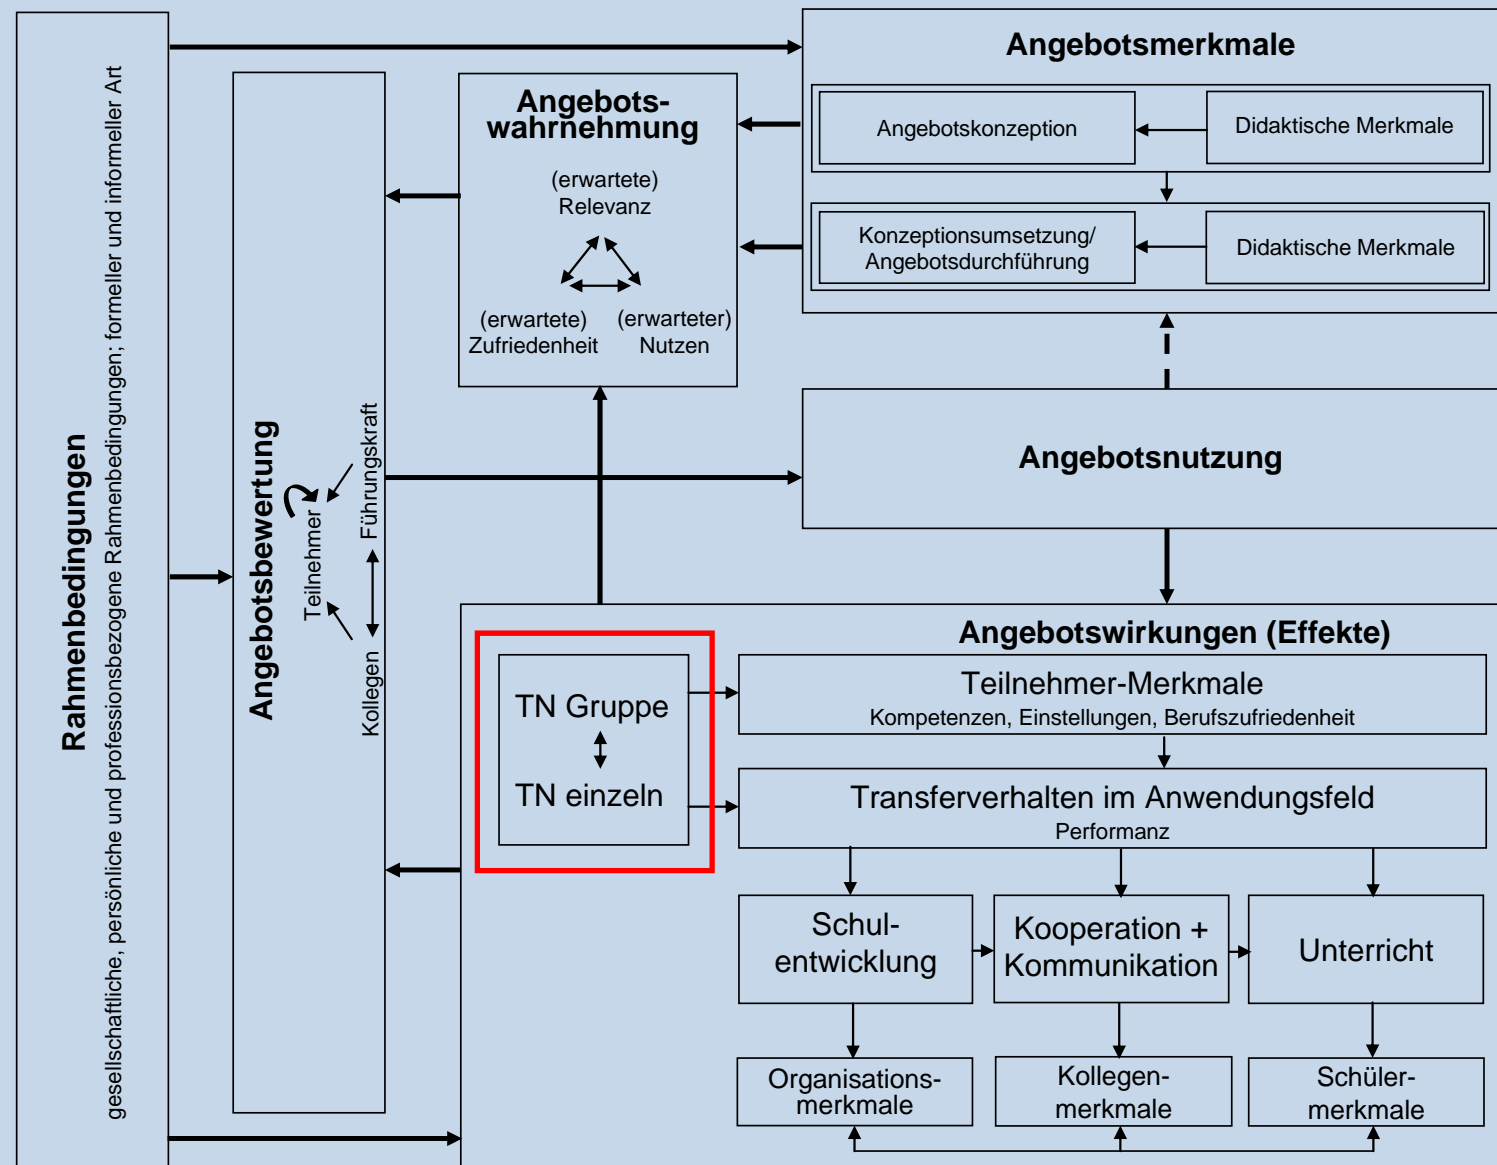 Rahmenbedingungen
gesellschaftliche, persönliche und professionsbezogene Rahmenbedingungen; formeller und informeller Art
Angebotsbewertung
Teilnehmer
Führungskraft
Kollegen
Angebots-
wahrnehmung
(erwartete)
Relevanz
(erwartete)
Zufriedenheit
(erwarteter)
Nutzen
Angebotsmerkmale
Angebotskonzeption
Didaktische Merkmale
Konzeptionsumsetzung/
Angebotsdurchführung
Didaktische Merkmale
Angebotsnutzung
Angebotswirkungen (Effekte)
TN Gruppe
TN einzeln
Teilnehmer-Merkmale
Kompetenzen, Einstellungen, Berufszufriedenheit
Transferverhalten im Anwendungsfeld
Performanz
Schul-
entwicklung
Kooperation +
Kommunikation
Unterricht
Organisations-
merkmale
Kollegen-
merkmale
Schüler-
merkmale